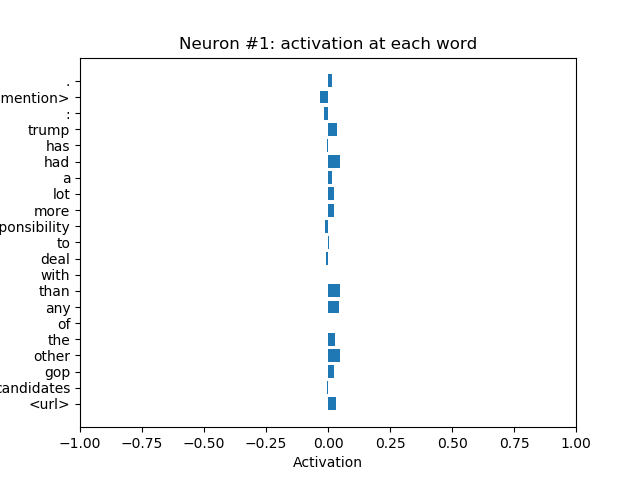 Neuron #1: activation at each word
.
mention>
:
trump
has
had
a
lot
more
ponsibility
to
deal
with
than
any
of
the
other
gop
candidates
<url>
−1.00 −0.75 −0.50 −0.25 0.00 0.25 0.50 0.75 1.00
Activation